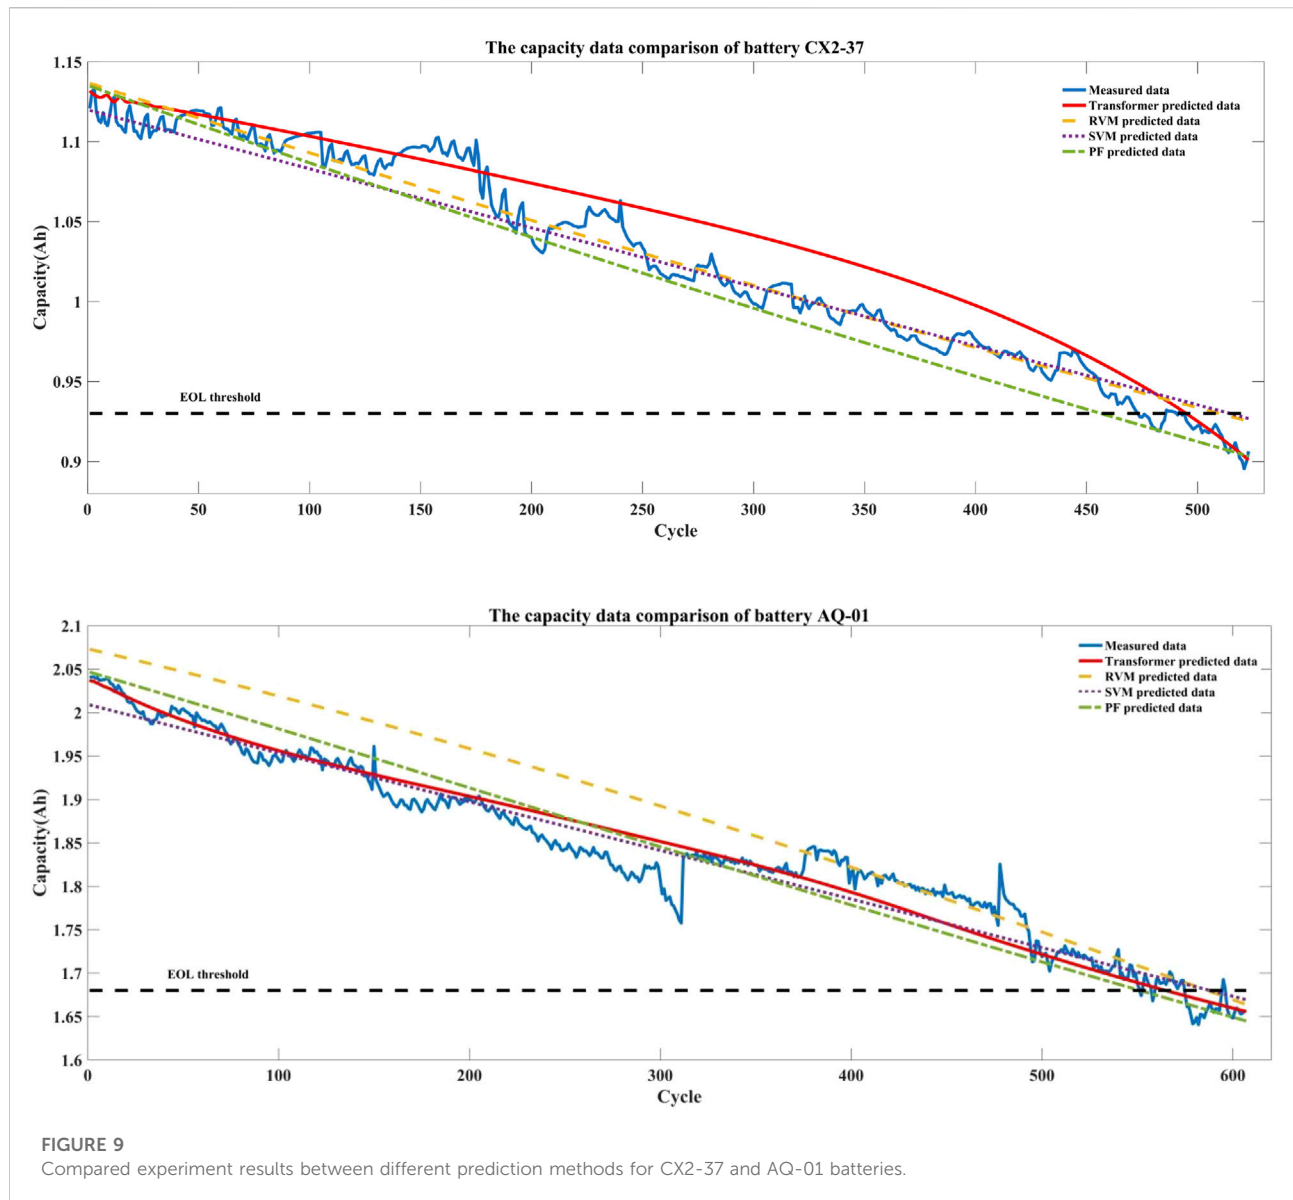 The capacity data comparison of battery CX2-37
1.15
1.1
1.05
1
0.95
0.9
Capacity(Ah)
Measured data
Transformer predicted data
RVM predicted data
SVM predicted data
PF predicted data
EOL threshold
0 50 100 150 200 250 300 350 400 450 500
Cycle
The capacity data comparison of battery AQ-01
2.1
2.05
2
1.95
1.9
1.85
1.8
1.75
1.7
1.65
1.6
Capacity(Ah)
Measured data
Transformer predicted data
RVM predicted data
SVM predicted data
PF predicted data
EOL threshold
0 100 200 300 400 500 600
Cycle
FIGURE 9
Compared experiment results between different prediction methods for CX2-37 and AQ-01 batteries.